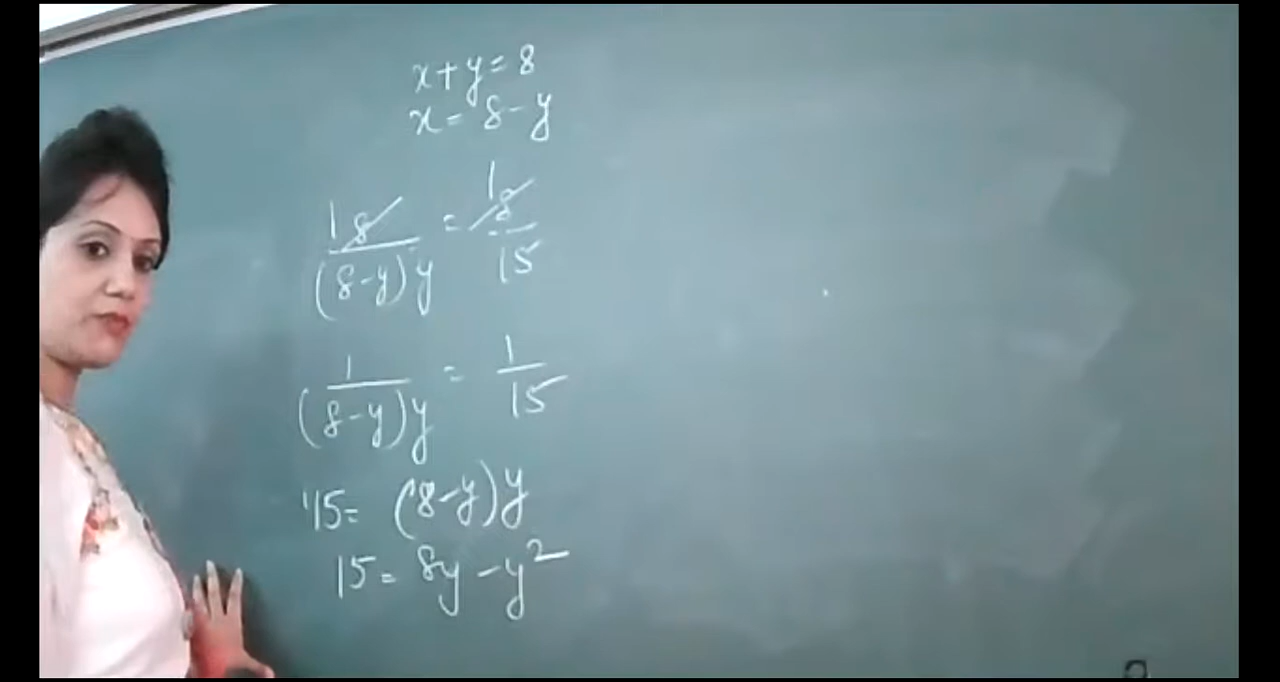 x+y=8
x=8-y
1 8/(8-y)y = 1 8/15
1/(8-y)y = 1/15
15=(8-y)y
15=8y-y²